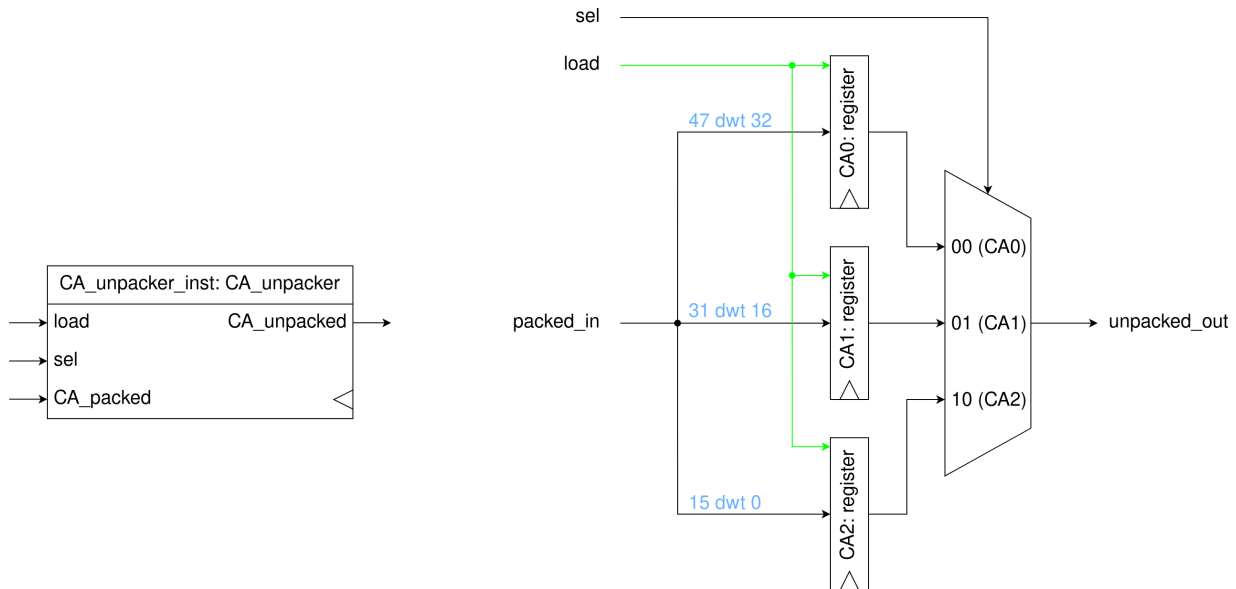 sel
load
47 dwt 32
CA0: register
00 (CA0)
CA_unpacker_inst: CA_unpacker
load
CA_unpacked
sel
CA_packed
packed_in
31 dwt 16
CA1: register
01 (CA1)
unpacked_out
10 (CA2)
15 dwt 0
CA2: register